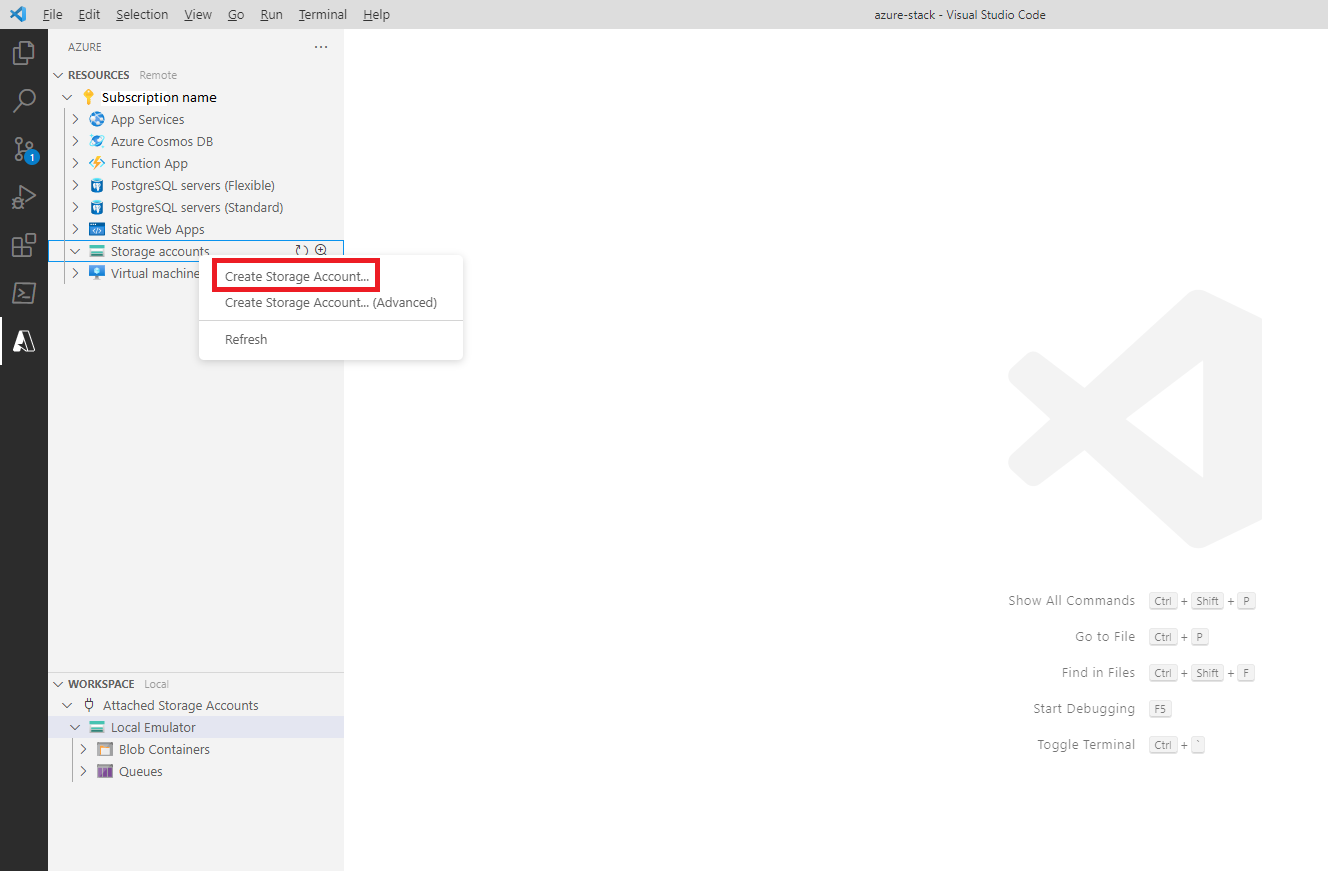 File Edit Selection View Go Run Terminal Help azure-stack - Visual Studio Code
AZURE ...
RESOURCES Remote
Subscription name
App Services
Azure Cosmos DB
Function App
PostgreSQL servers (Flexible)
PostgreSQL servers (Standard)
Static Web Apps
Storage accounts
Virtual machine
Create Storage Account...
Create Storage Account... (Advanced)
Refresh
1
Show All Commands Ctrl + Shift + P
Go to File Ctrl + P
Find in Files Ctrl + Shift + F
Start Debugging F5
Toggle Terminal Ctrl + `
WORKSPACE Local
Attached Storage Accounts
Local Emulator
Blob Containers
Queues